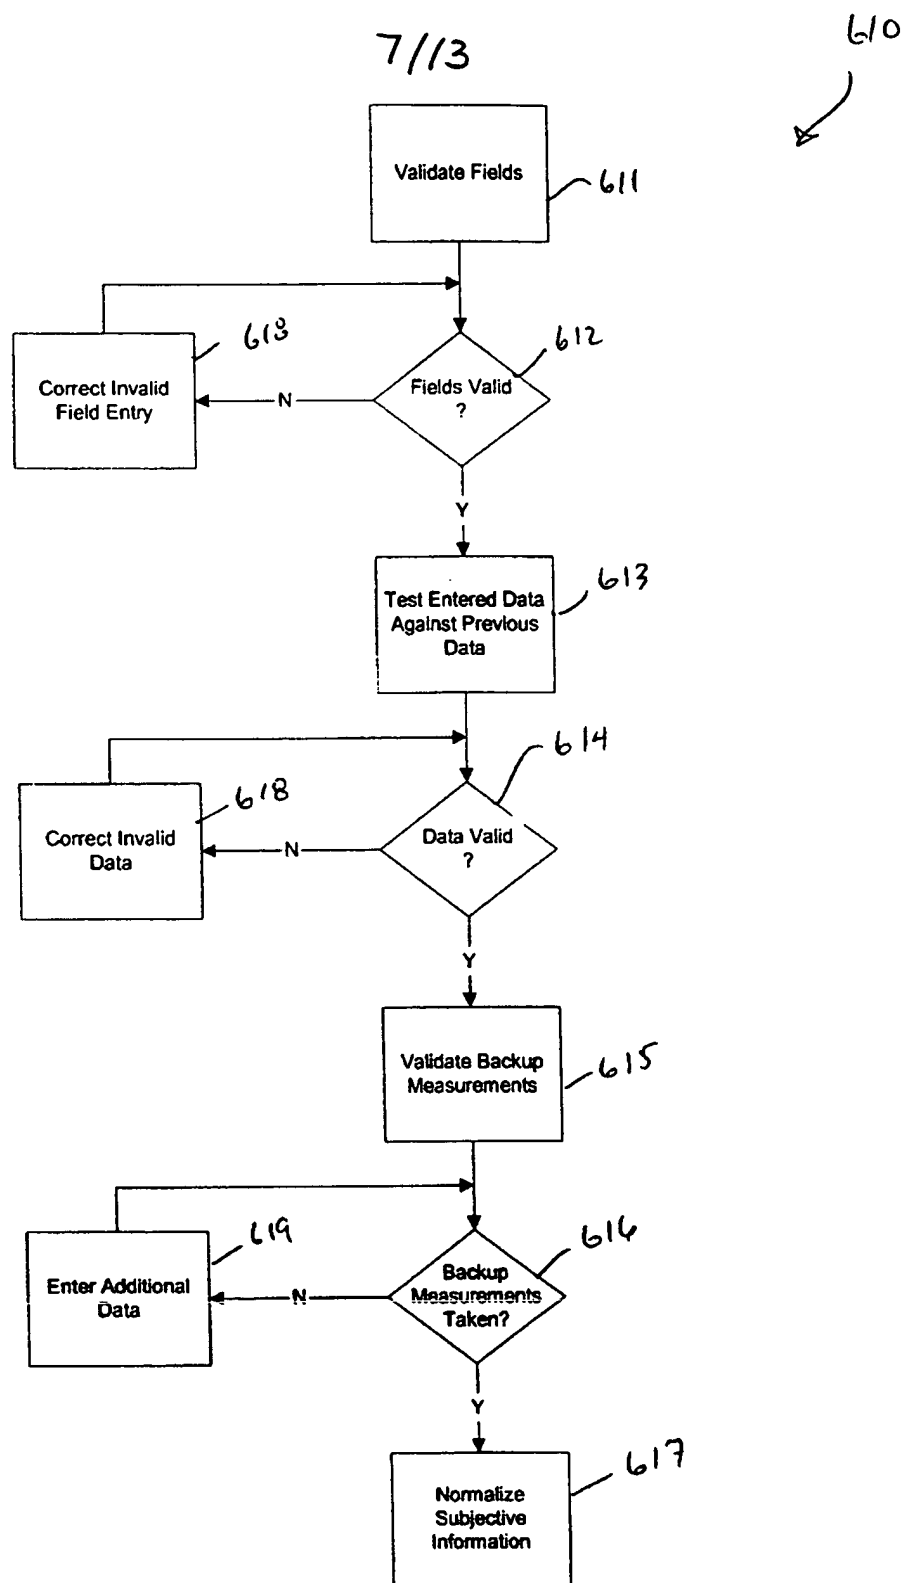 7/13
610
Validate Fields
611
618
612
Correct Invalid
Field Entry
N
Fields Valid
?
Y
613
Test Entered Data
Against Previous
Data
614
618
Correct Invalid
Data
N
Data Valid
?
Y
Validate Backup
Measurements
615
619
616
Enter Additional
Data
N
Backup
Measurements
Taken?
Y
617
Normalize
Subjective
Information